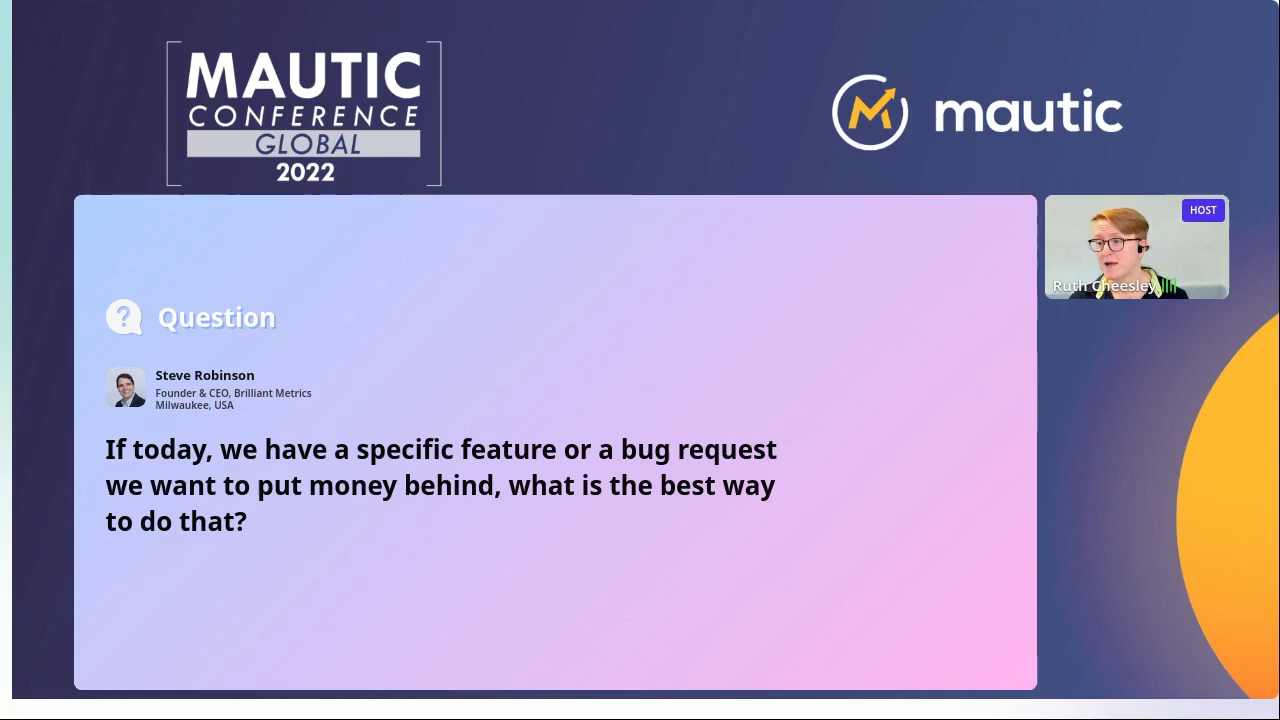 MAUTIC
CONFERENCE
GLOBAL
2022
mautic
HOST
Ruth Cheesley
Question
Steve Robinson
Founder & CEO, Brilliant Metrics
Milwaukee, USA
If today, we have a specific feature or a bug request
we want to put money behind, what is the best way
to do that?